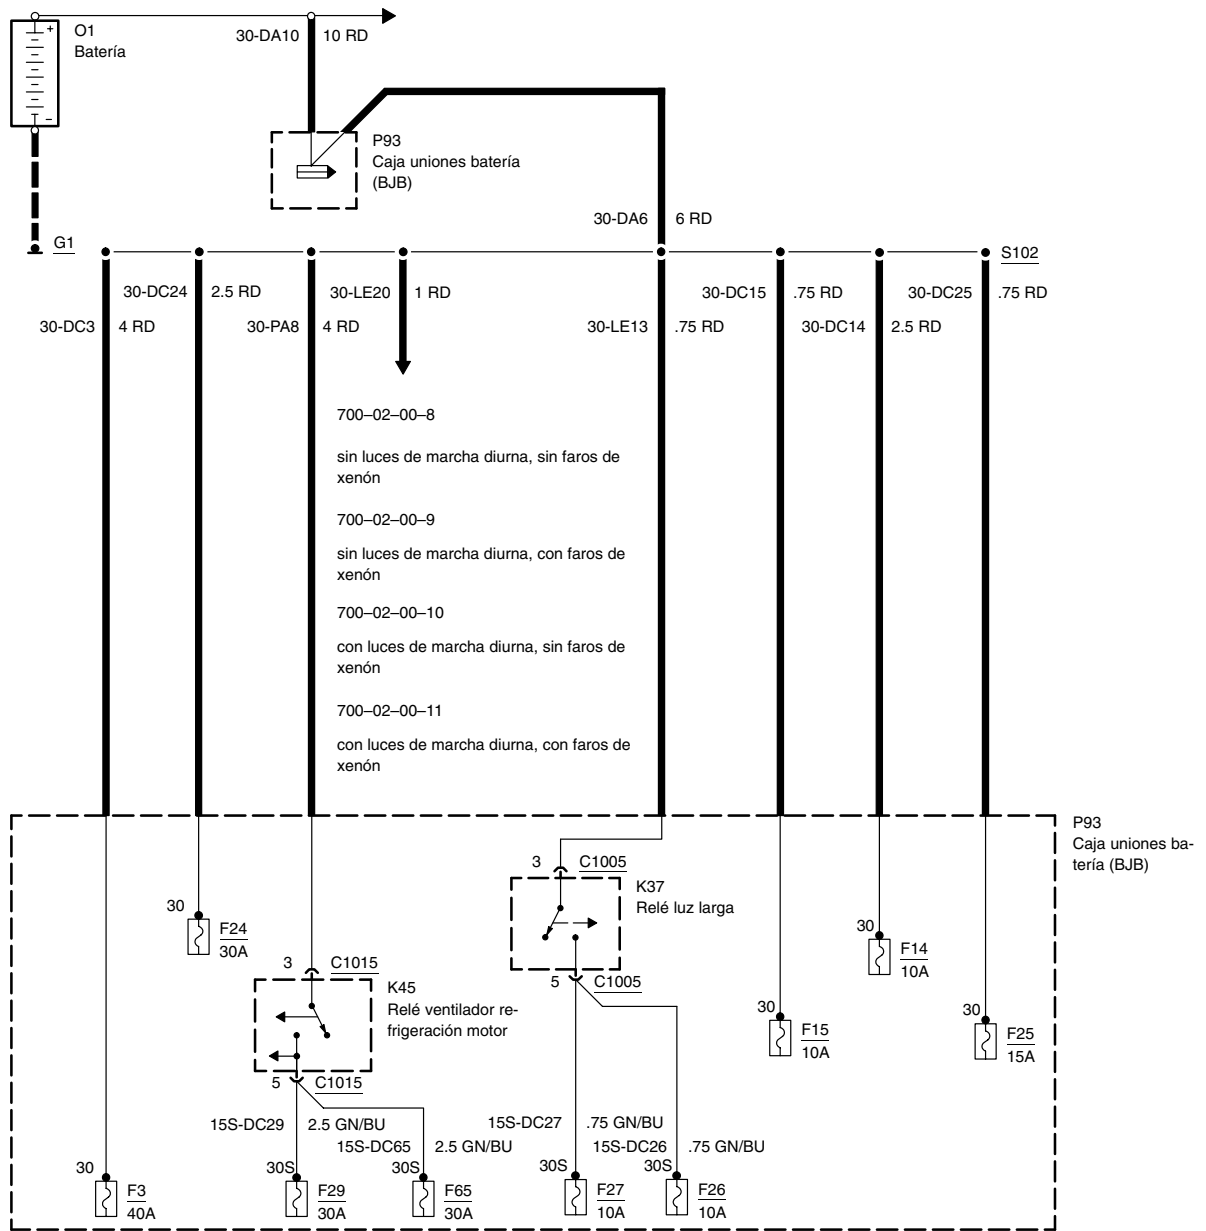 O1
Batería
30-DA10 10 RD
P93
Caja uniones batería
(BJB)
30-DA6 6 RD
G1
S102
30-DC24 2.5 RD 30-LE20 1 RD 30-DC15 .75 RD 30-DC25 .75 RD
30-DC3 4 RD 30-PA8 4 RD 30-LE13 .75 RD 30-DC14 2.5 RD
700–02–00–8
sin luces de marcha diurna, sin faros de
xenón
700–02–00–9
sin luces de marcha diurna, con faros de
xenón
700–02–00–10
con luces de marcha diurna, sin faros de
xenón
700–02–00–11
con luces de marcha diurna, con faros de
xenón
P93
Caja uniones ba-
tería (BJB)
3 C1005
K37
Relé luz larga
5 C1005
30
F24
30A
30
F14
10A
3 C1015
K45
Relé ventilador re-
frigeración motor
5 C1015
30
F15
10A
30
F25
15A
15S-DC29 2.5 GN/BU
15S-DC65 2.5 GN/BU
15S-DC27 .75 GN/BU
15S-DC26 .75 GN/BU
30
F3
40A
30S
F29
30A
30S
F65
30A
30S
F27
10A
30S
F26
10A